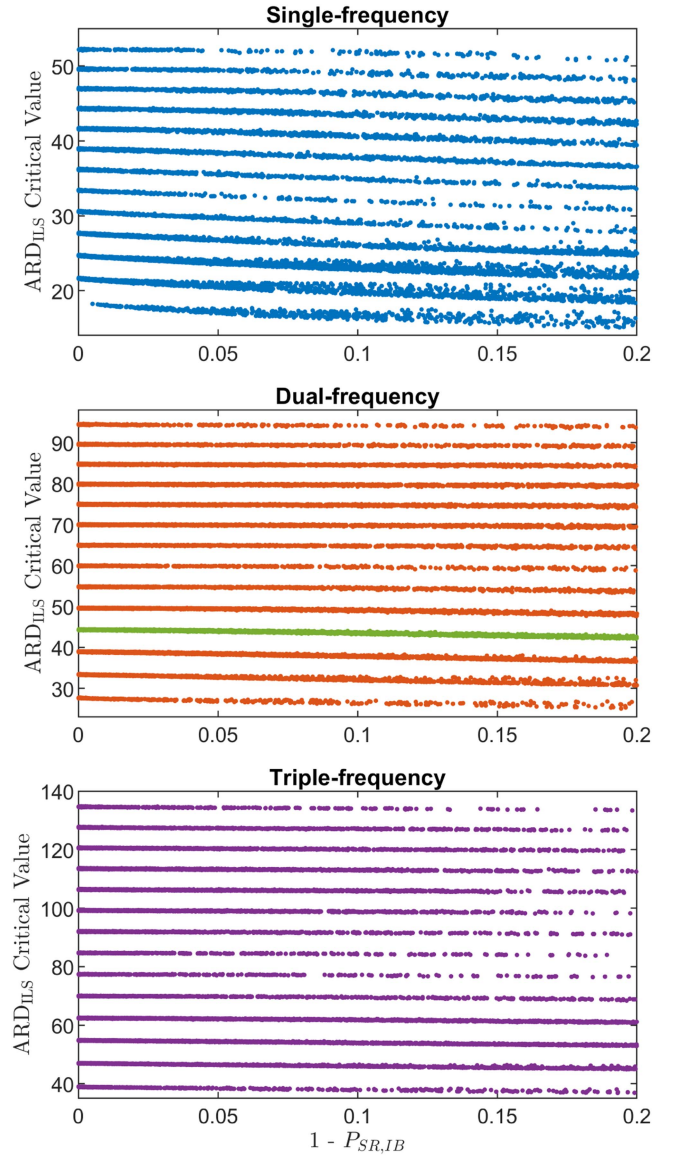 Single-frequency
ARD_ILS Critical Value
50
40
30
20
0 0.05 0.1 0.15 0.2
Dual-frequency
ARD_ILS Critical Value
90
80
70
60
50
40
30
0 0.05 0.1 0.15 0.2
Triple-frequency
ARD_ILS Critical Value
140
120
100
80
60
40
0 0.05 0.1 0.15 0.2
1 - P_SR,IB